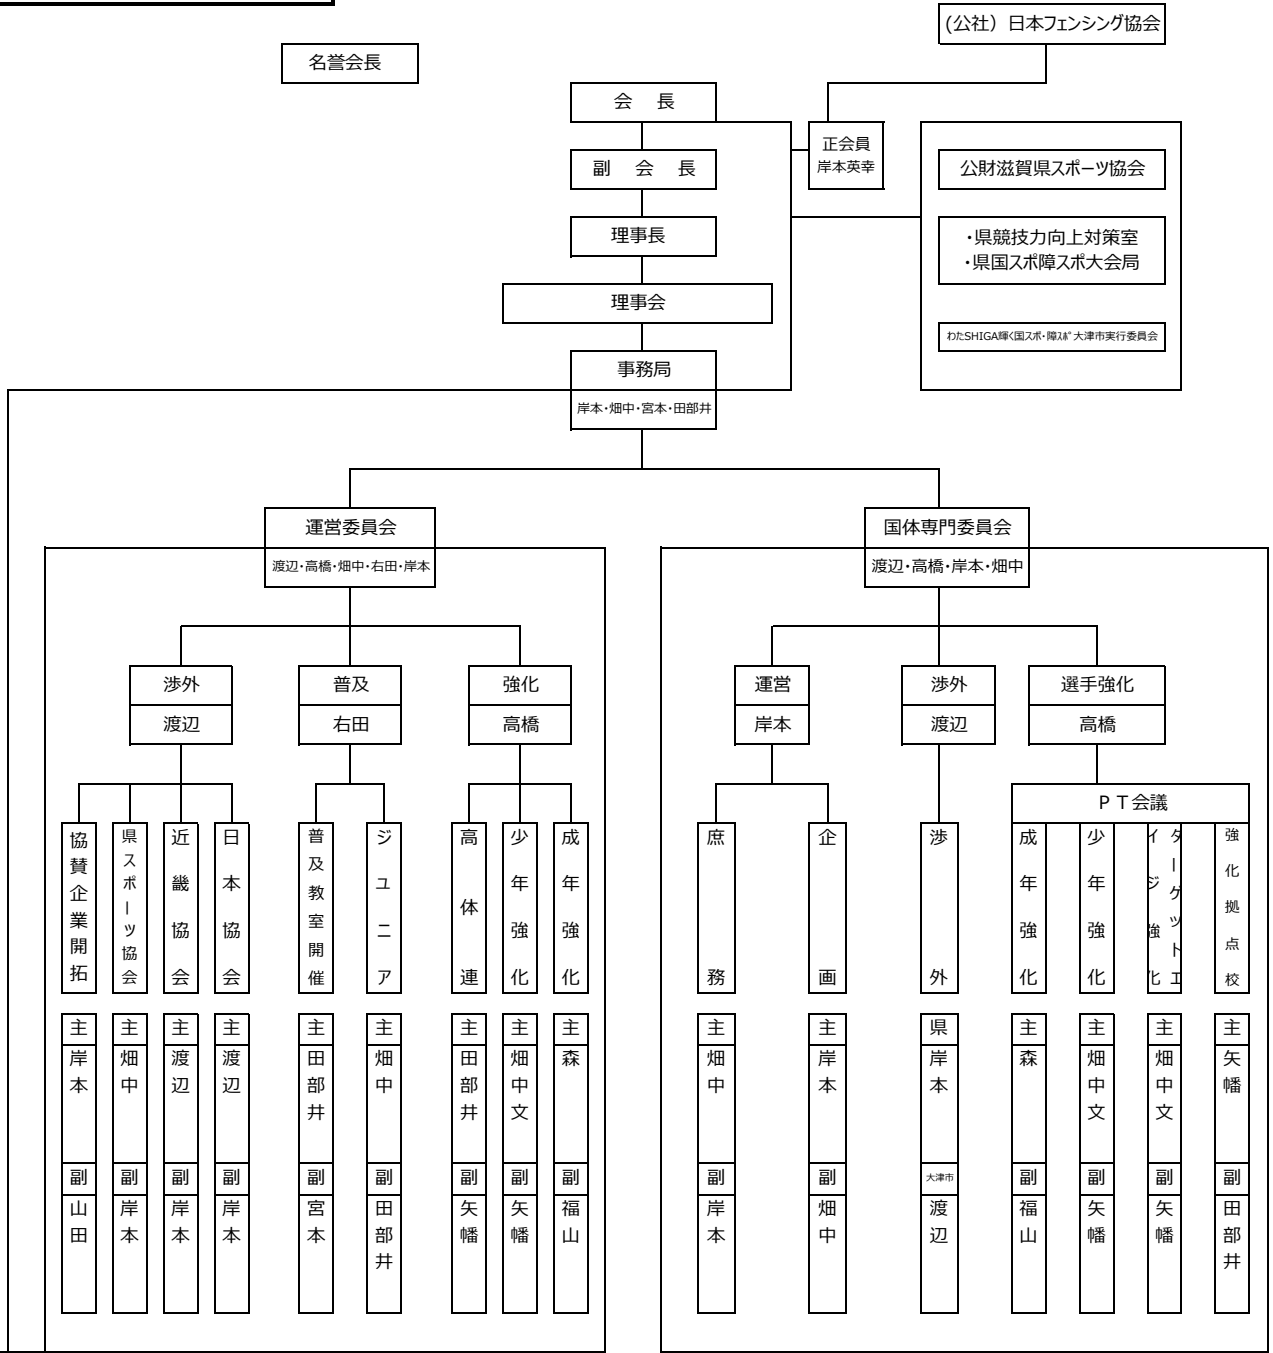 (公社）日本フェンシング協会
名誉会長
会　長
正会員
岸本英幸
副　会　長
公財滋賀県スポーツ協会
理事長
・県競技力向上対策室
・県国スポ障スポ大会局
理事会
わたSHIGA輝く国スポ・障スポ大津市実行委員会
事務局
岸本・畑中・宮本・田部井
運営委員会
渡辺・高橋・畑中・右田・岸本
国体専門委員会
渡辺・高橋・岸本・畑中
渉外
渡辺
普及
右田
強化
高橋
運営
岸本
渉外
渡辺
選手強化
高橋
ＰＴ会議
協賛企業開拓
主
岸本
副
山田
県スポーツ協会
主
畑中
副
岸本
近畿協会
主
渡辺
副
岸本
日本協会
主
渡辺
副
岸本
普及教室開催
主
田部井
副
宮本
ジュニア
主
畑中
副
田部井
高体連
主
田部井
副
矢幡
少年強化
主
畑中文
副
矢幡
成年強化
主
森
副
福山
庶務
主
畑中
副
岸本
企画
主
岸本
副
畑中
渉外
県
岸本
大津市
渡辺
成年強化
主
森
副
福山
少年強化
主
畑中文
副
矢幡
ターゲットエ
イジ強化
主
畑中文
副
矢幡
強化拠点校
主
矢幡
副
田部井